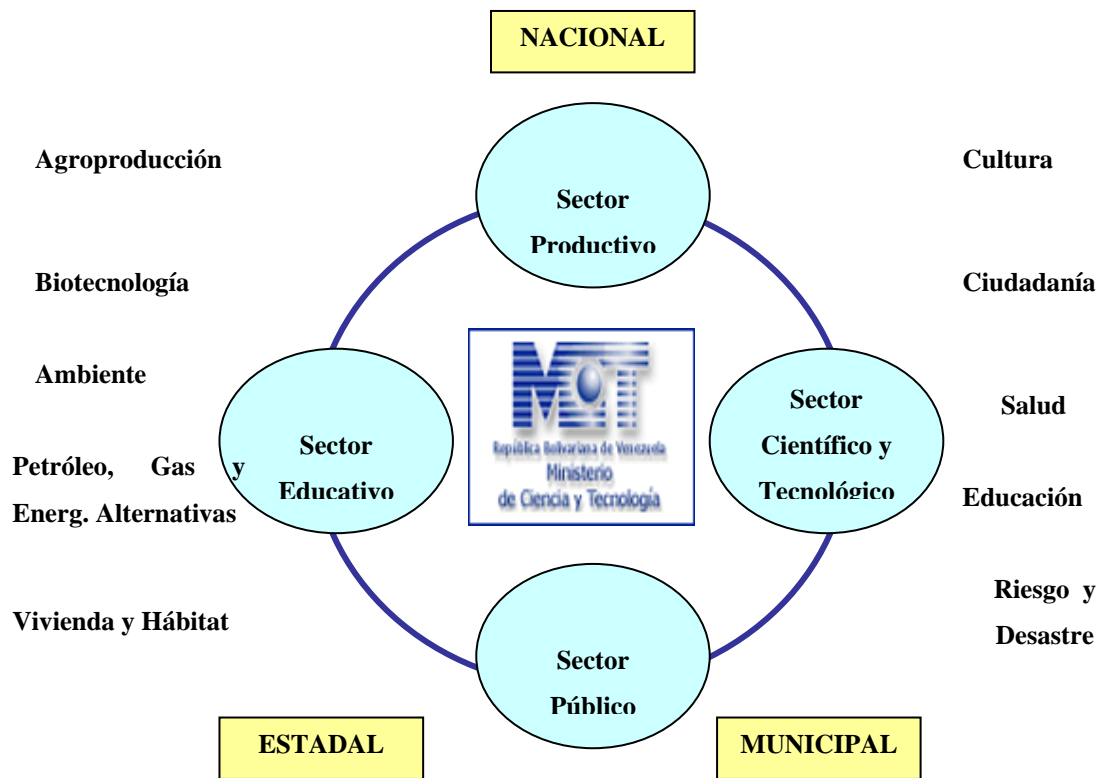 NACIONAL
Agroproducción
Cultura
Sector
Productivo
Biotecnología
Ciudadanía
Ambiente
MCT
República Bolivariana de Venezuela
Ministerio
de Ciencia y Tecnología
Sector
Científico y
Tecnológico
Salud
Sector
Educativo
Petróleo, Gas y
Energ. Alternativas
Educación
Vivienda y Hábitat
Riesgo y
Desastre
Sector
Público
ESTADAL
MUNICIPAL